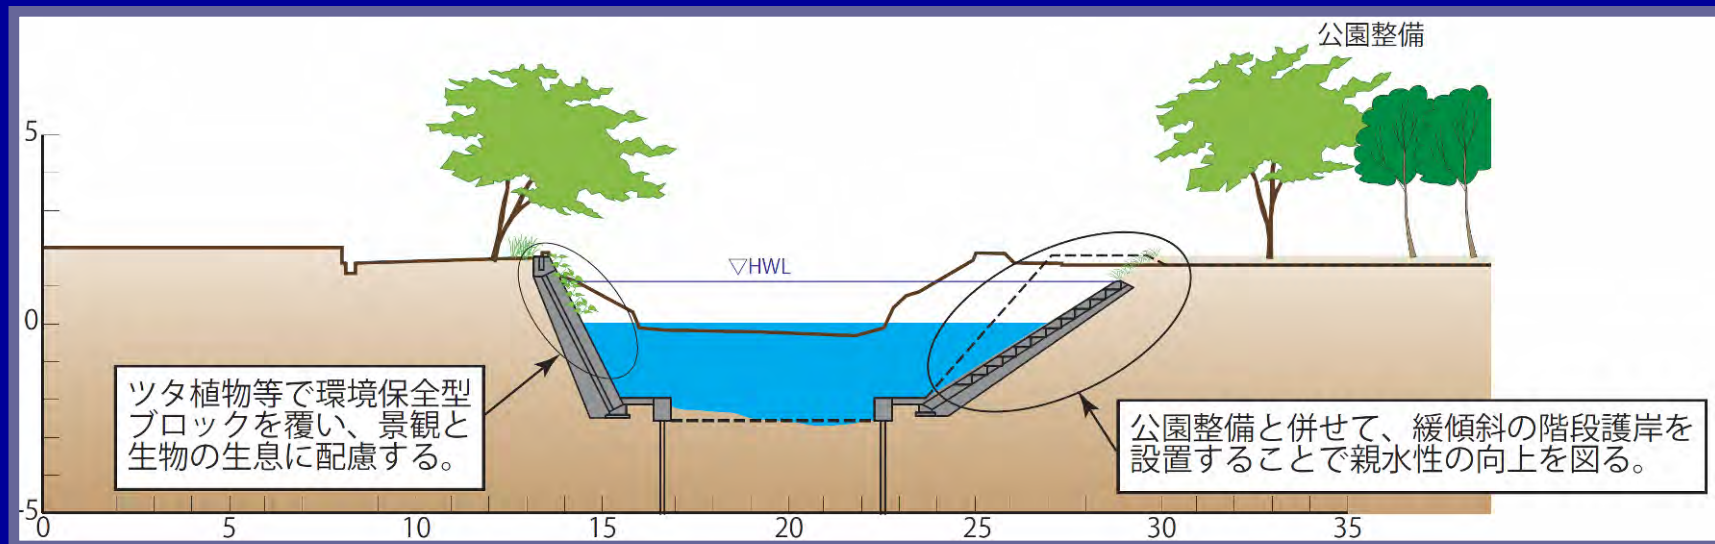 公園整備
5
▽HWL
0
ツタ植物等で環境保全型
ブロックを覆い、景観と
生物の生息に配慮する。
公園整備と併せて、緩傾斜の階段護岸を
設置することで親水性の向上を図る。
-5
0 5 10 15 20 25 30 35